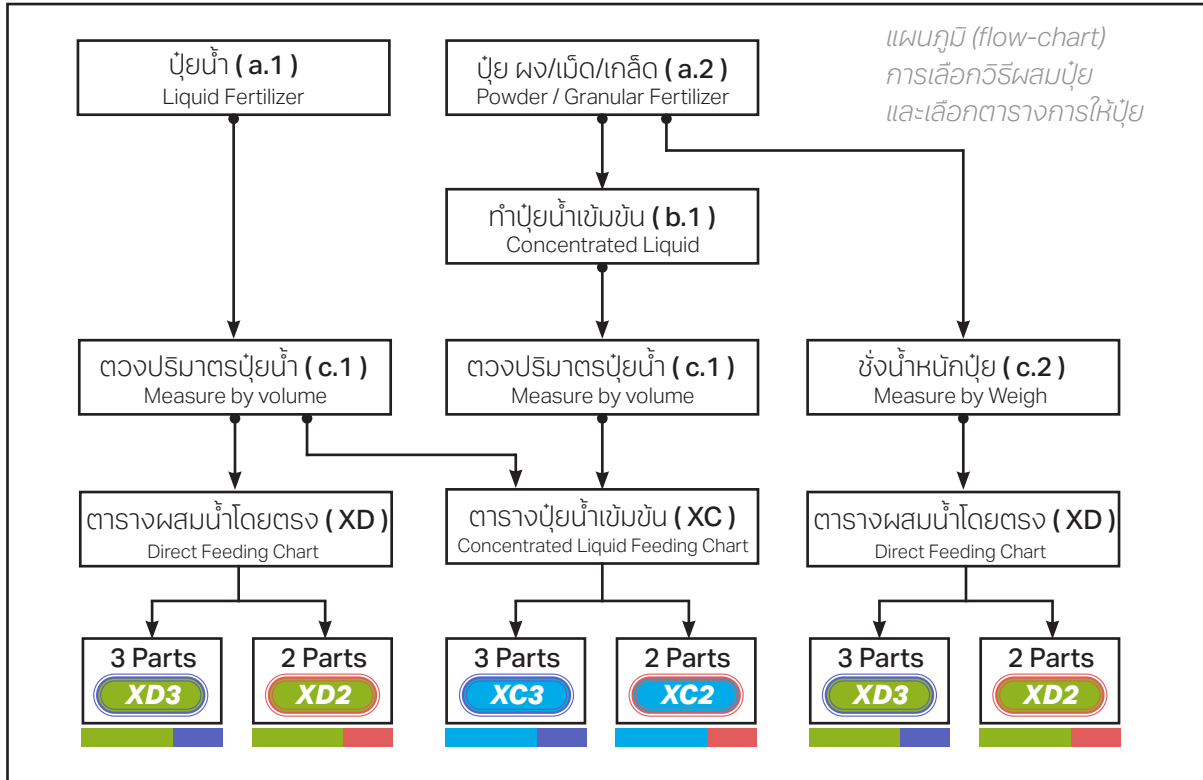 ปุ๋ยน้ำ ( a.1 )
Liquid Fertilizer
ปุ๋ย ผง/เม็ด/เกล็ด ( a.2 )
Powder / Granular Fertilizer
แผนภูมิ (flow-chart)
การเลือกวิธีผสมปุ๋ย
และเลือกตารางการให้ปุ๋ย
ทำปุ๋ยน้ำเข้มข้น ( b.1 )
Concentrated Liquid
ตวงปริมาตรปุ๋ยน้ำ ( c.1 )
Measure by volume
ตวงปริมาตรปุ๋ยน้ำ ( c.1 )
Measure by volume
ชั่งน้ำหนักปุ๋ย ( c.2 )
Measure by Weigh
ตารางผสมน้ำโดยตรง ( XD )
Direct Feeding Chart
ตารางปุ๋ยน้ำเข้มข้น ( XC )
Concentrated Liquid Feeding Chart
ตารางผสมน้ำโดยตรง ( XD )
Direct Feeding Chart
3 Parts
XD3
2 Parts
XD2
3 Parts
XC3
2 Parts
XC2
3 Parts
XD3
2 Parts
XD2